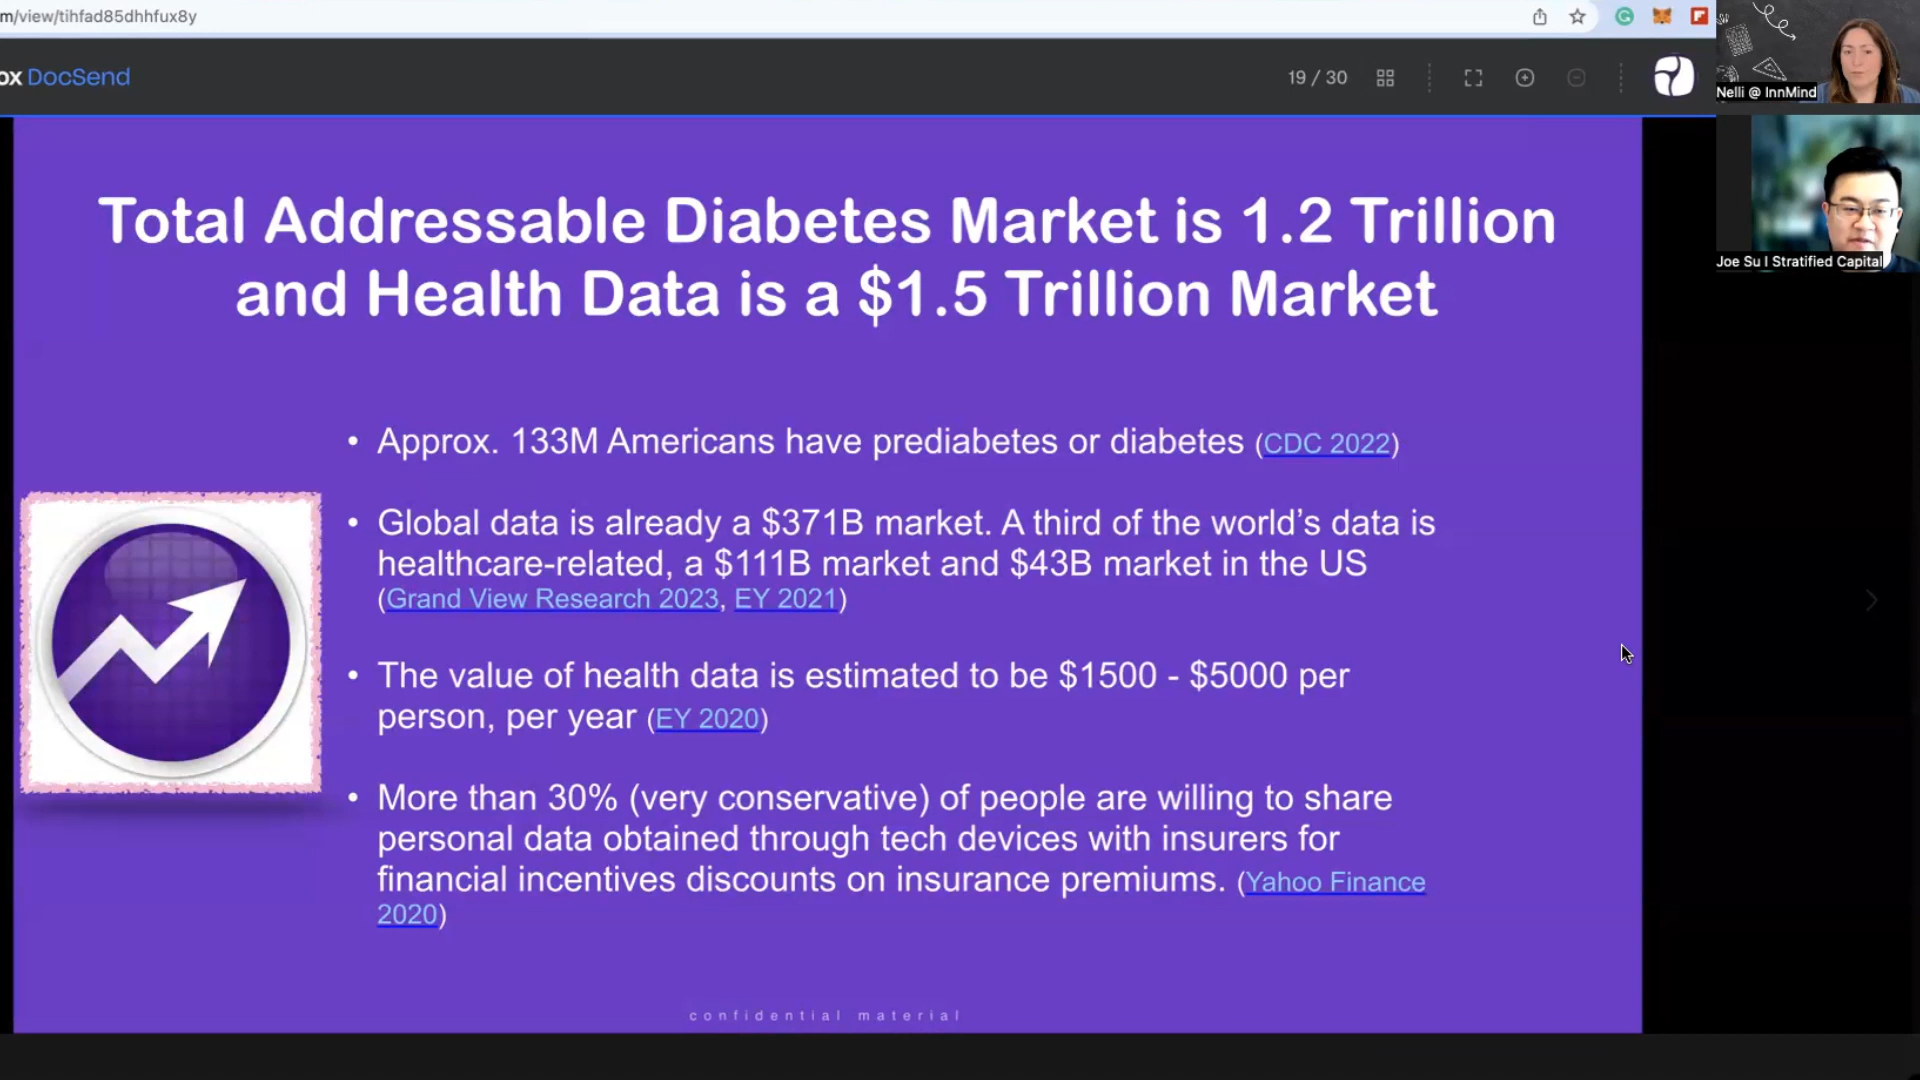 m/view/tihfad85dhhfux8y
ox DocSend
19 / 30
Nelli @ InnMind
Joe Su I Stratified Capital
Total Addressable Diabetes Market is 1.2 Trillion
and Health Data is a $1.5 Trillion Market
• Approx. 133M Americans have prediabetes or diabetes (CDC 2022)
• Global data is already a $371B market. A third of the world’s data is
healthcare-related, a $111B market and $43B market in the US
(Grand View Research 2023, EY 2021)
• The value of health data is estimated to be $1500 - $5000 per
person, per year (EY 2020)
• More than 30% (very conservative) of people are willing to share
personal data obtained through tech devices with insurers for
financial incentives discounts on insurance premiums. (Yahoo Finance
2020)
confidential material